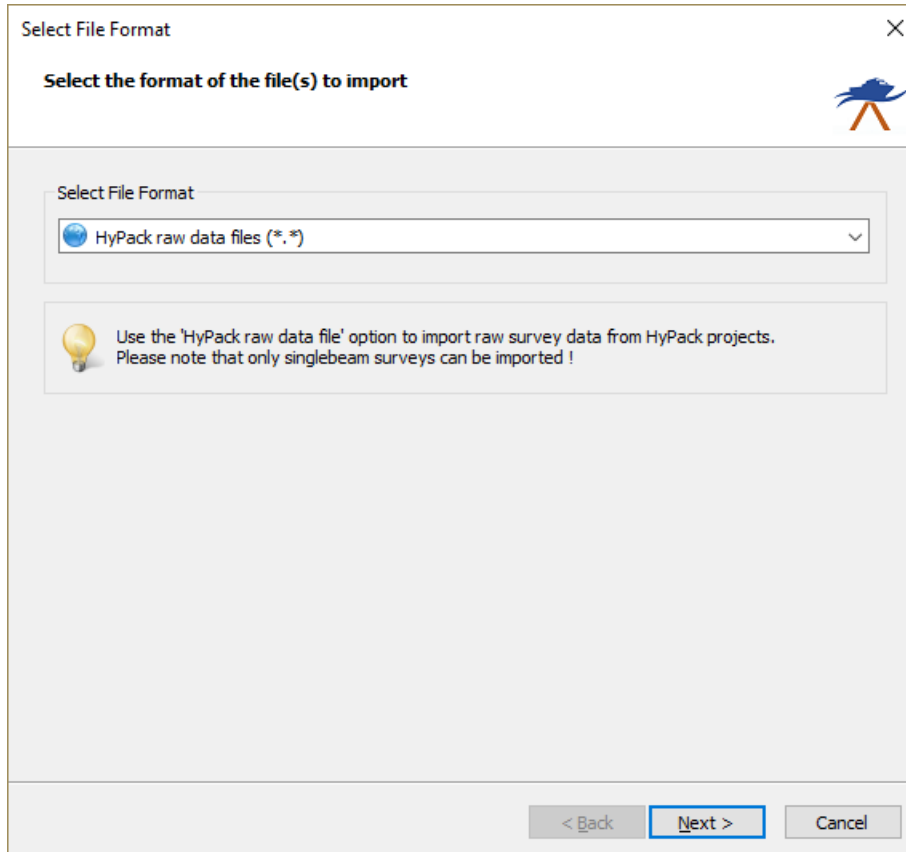 Select File Format
Select the format of the file(s) to import
Select File Format
HyPack raw data files (*.*)
Use the 'HyPack raw data file' option to import raw survey data from HyPack projects.
Please note that only singlebeam surveys can be imported !
< Back Next > Cancel